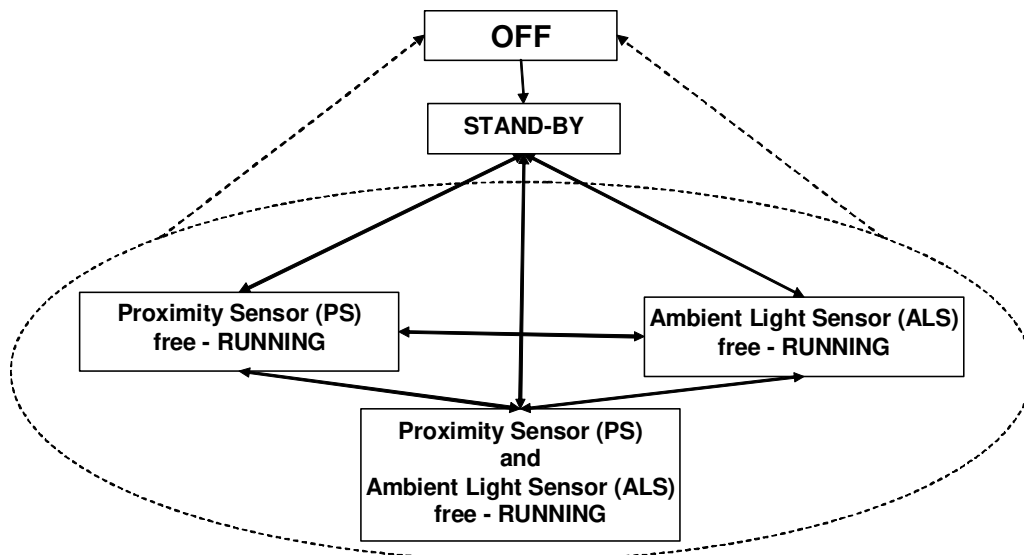 OFF
STAND-BY
Proximity Sensor (PS)
free - RUNNING
Ambient Light Sensor (ALS)
free - RUNNING
Proximity Sensor (PS)
and
Ambient Light Sensor (ALS)
free - RUNNING